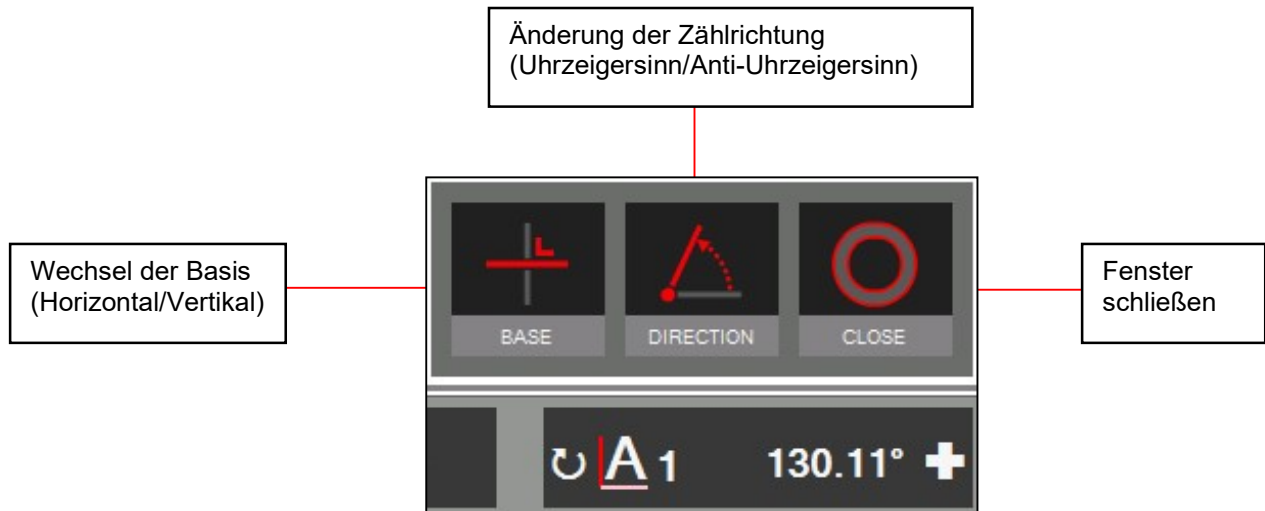 Änderung der Zählrichtung
(Uhrzeigersinn/Anti-Uhrzeigersinn)
Wechsel der Basis
(Horizontal/Vertikal)
Fenster
schließen
BASE DIRECTION CLOSE
↻ A 1 130.11° ✚